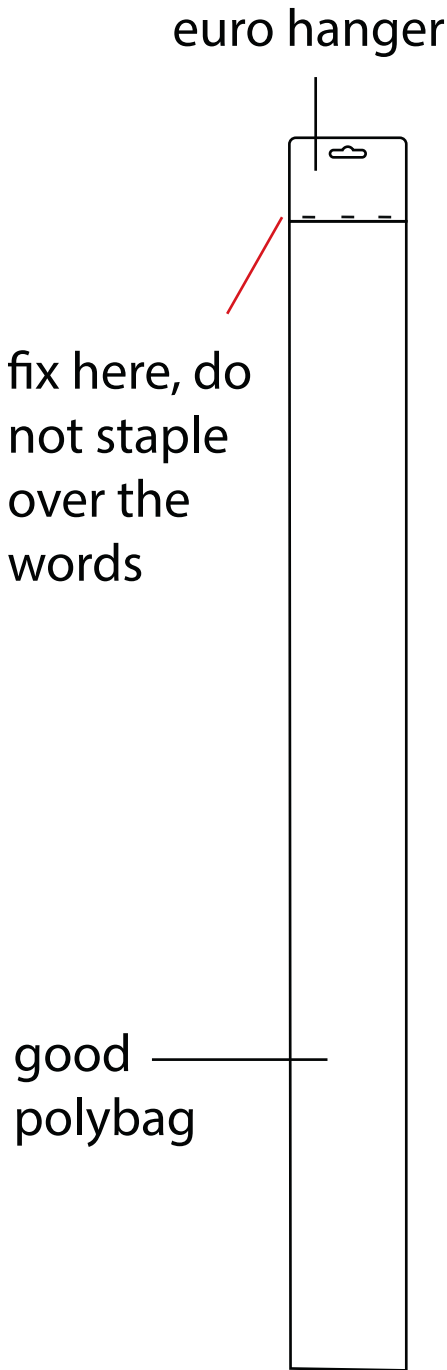 euro hanger
fix here, do
not staple
over the
words
good
polybag